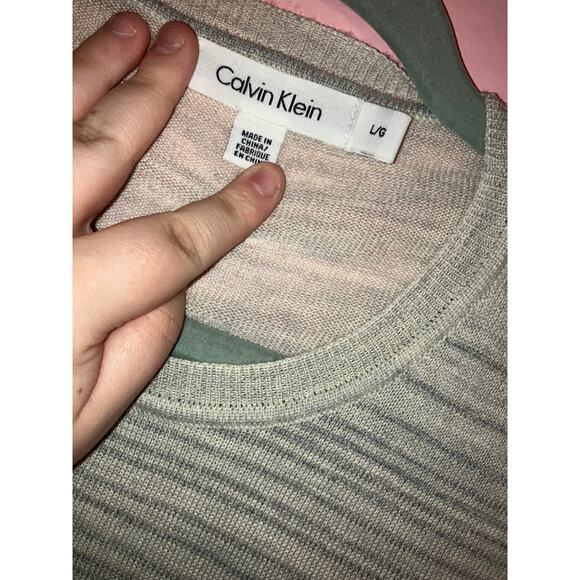 Calvin Klein
L/G
MADE IN
CHINA/
FABRIQUE
EN CHINE